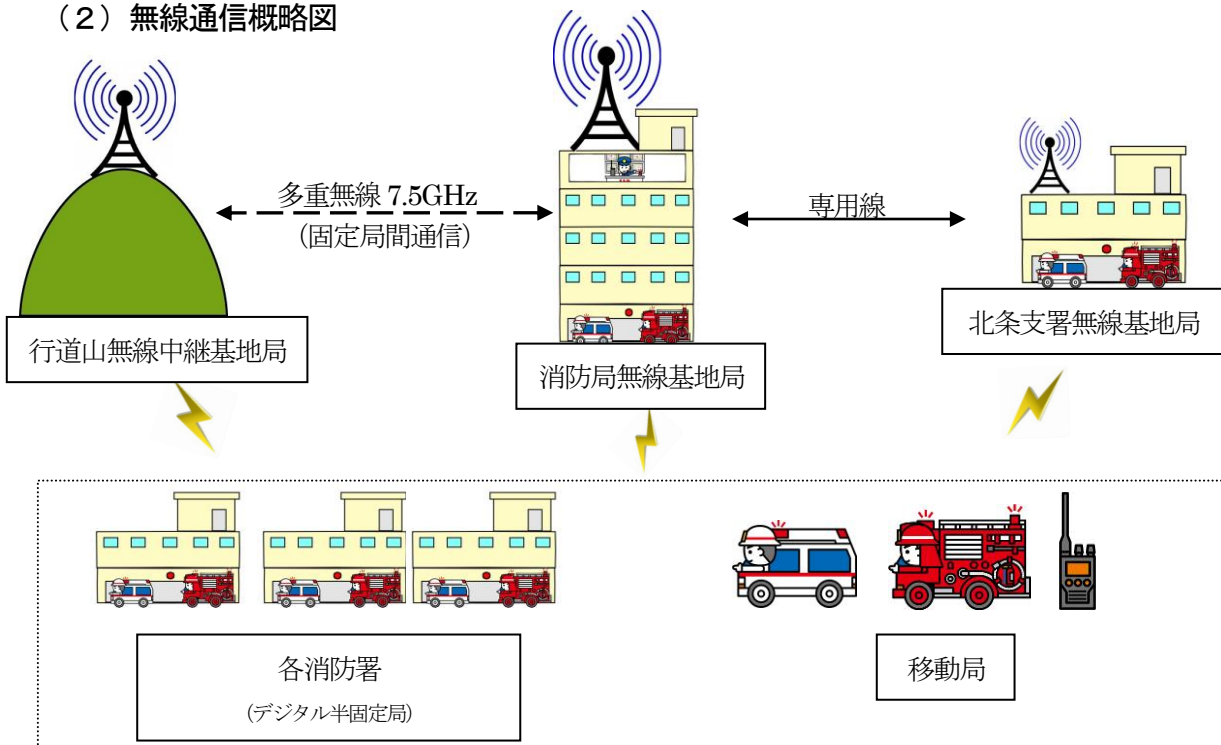 （２）無線通信概略図
多重無線 7.5GHz
（固定局間通信）
専用線
行道山無線中継基地局
消防局無線基地局
北条支署無線基地局
各消防署
（デジタル半固定局）
移動局